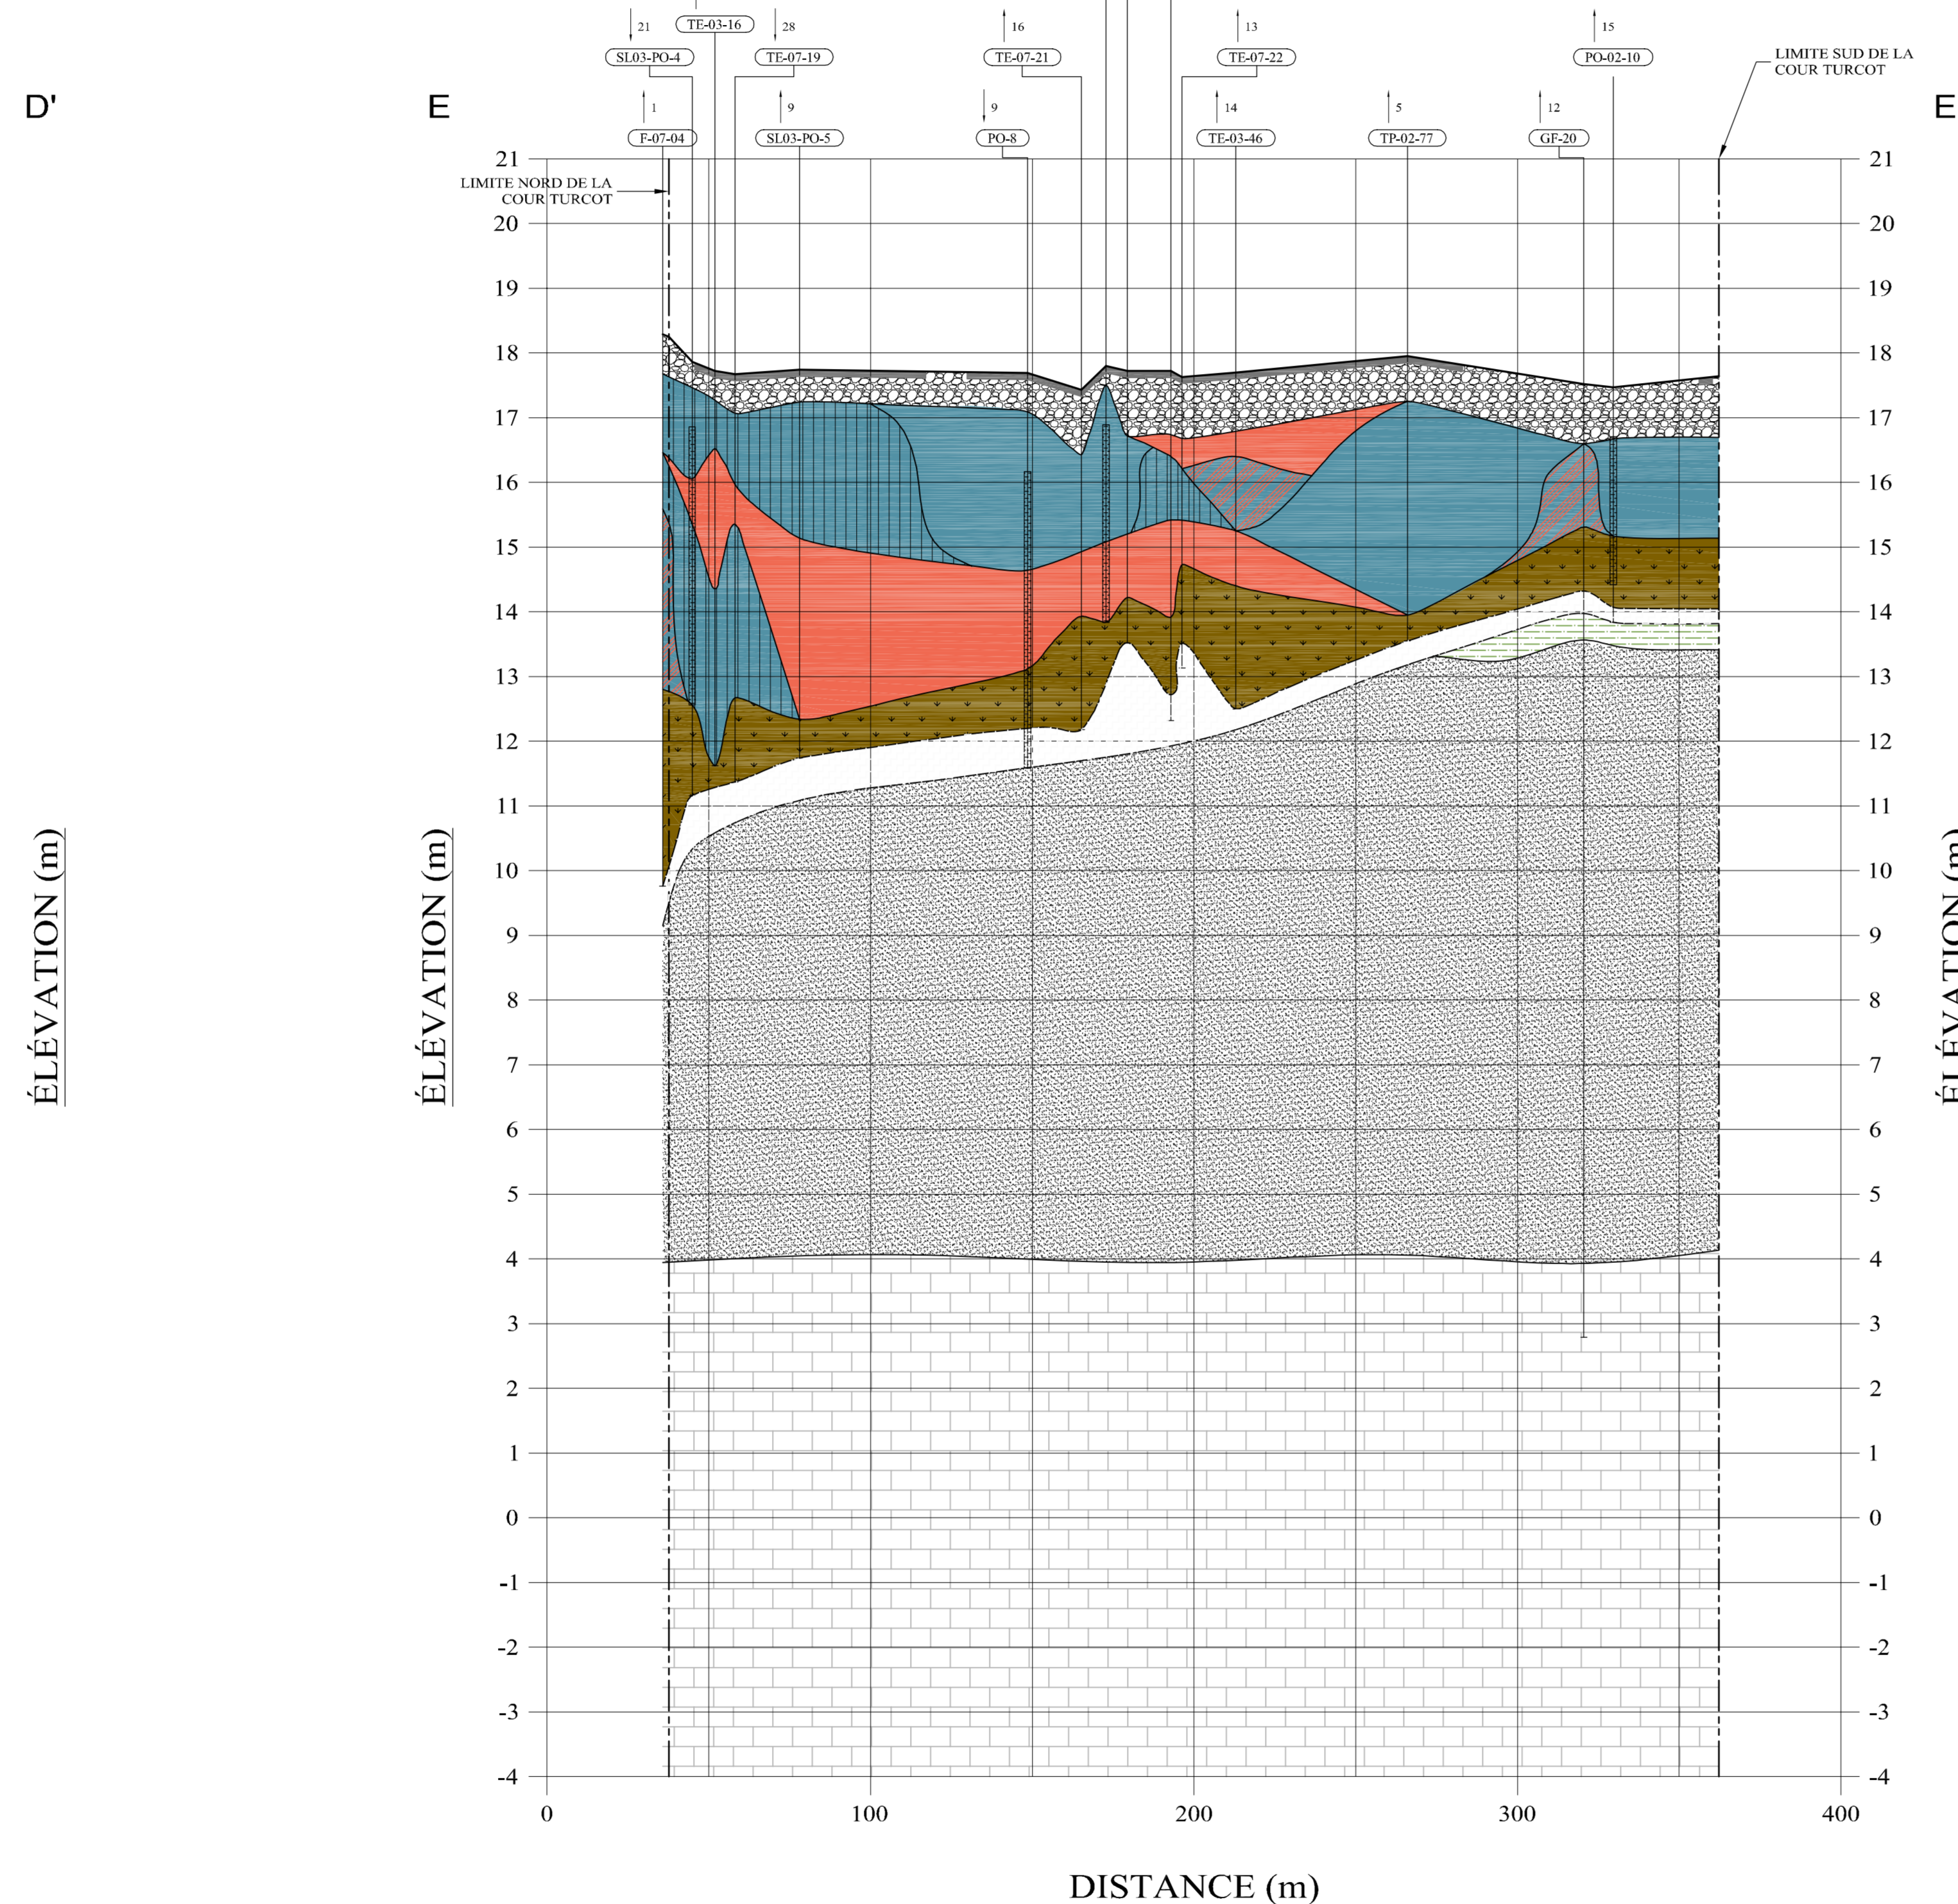 21
TE-03-16
28
16
13
15
SL03-PO-4
TE-07-19
TE-07-21
TE-07-22
PO-02-10
LIMITE SUD DE LA
COUR TURCOT
D'
E
1
9
9
14
5
12
E
F-07-04
SL03-PO-5
PO-8
TE-03-46
TP-02-77
GF-20
LIMITE NORD DE LA
COUR TURCOT
21
21
20
20
19
19
18
18
17
17
16
16
15
15
14
14
13
13
12
12
11
11
10
10
9
9
8
8
7
7
6
6
5
5
4
4
3
3
2
2
1
1
0
0
-1
-1
-2
-2
-3
-3
-4
-4
ÉLÉVATION (m)
ÉLÉVATION (m)
ÉLÉVATION (m)
0
100
200
300
400
DISTANCE (m)